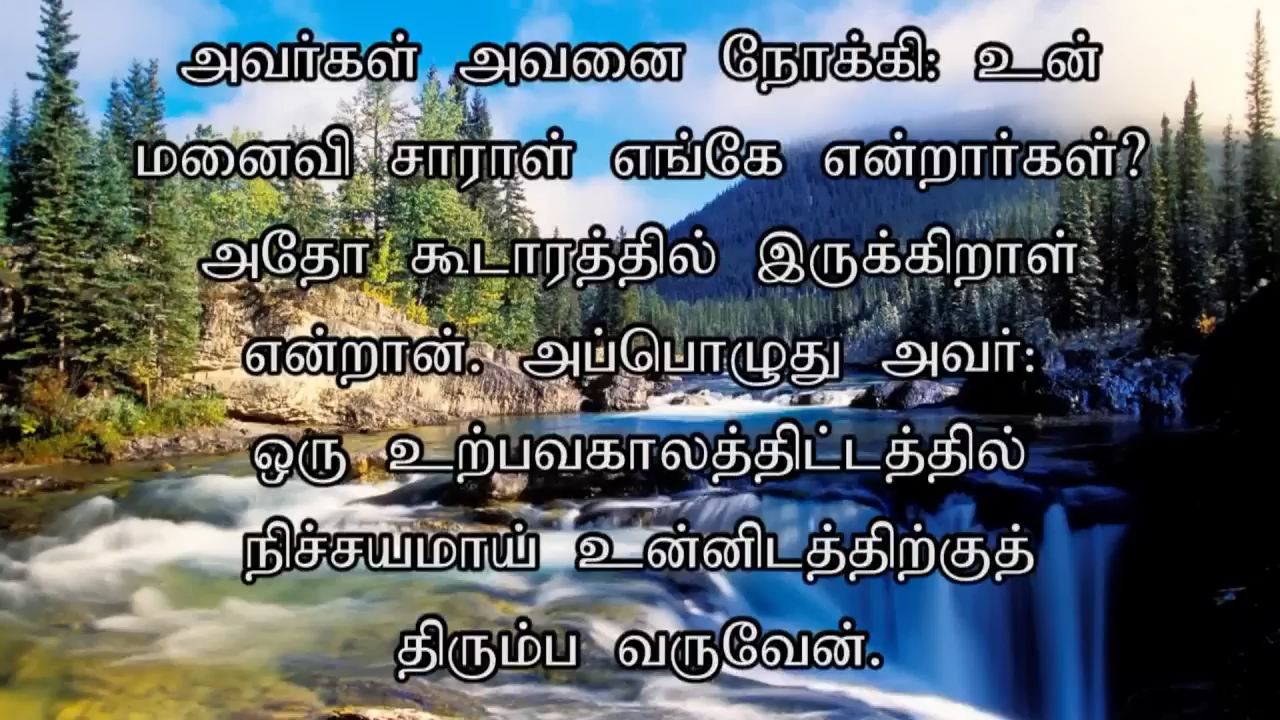 அவர்கள் அவனை நோக்கி: உன்
மனைவி சாராள் எங்கே என்றார்கள்?
அதோ கூடாரத்தில் இருக்கிறாள்
என்றான். அப்பொழுது அவர்:
ஒரு உற்பவகாலத்திட்டத்தில்
நிச்சயமாய் உன்னிடத்திற்குத்
திரும்ப வருவேன்.